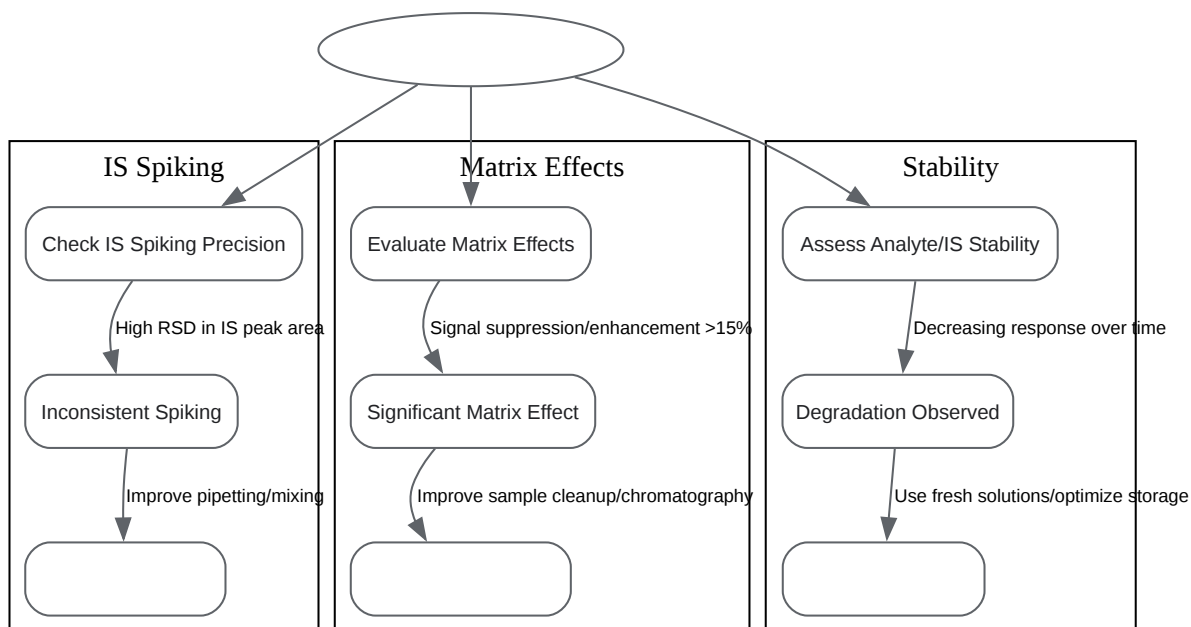 IS Spiking
Matrix Effects
Stability
Check IS Spiking Precision
Evaluate Matrix Effects
Assess Analyte/IS Stability
High RSD in IS peak area
Signal suppression/enhancement >15%
Decreasing response over time
Inconsistent Spiking
Significant Matrix Effect
Degradation Observed
Improve pipetting/mixing
Improve sample cleanup/chromatography
Use fresh solutions/optimize storage